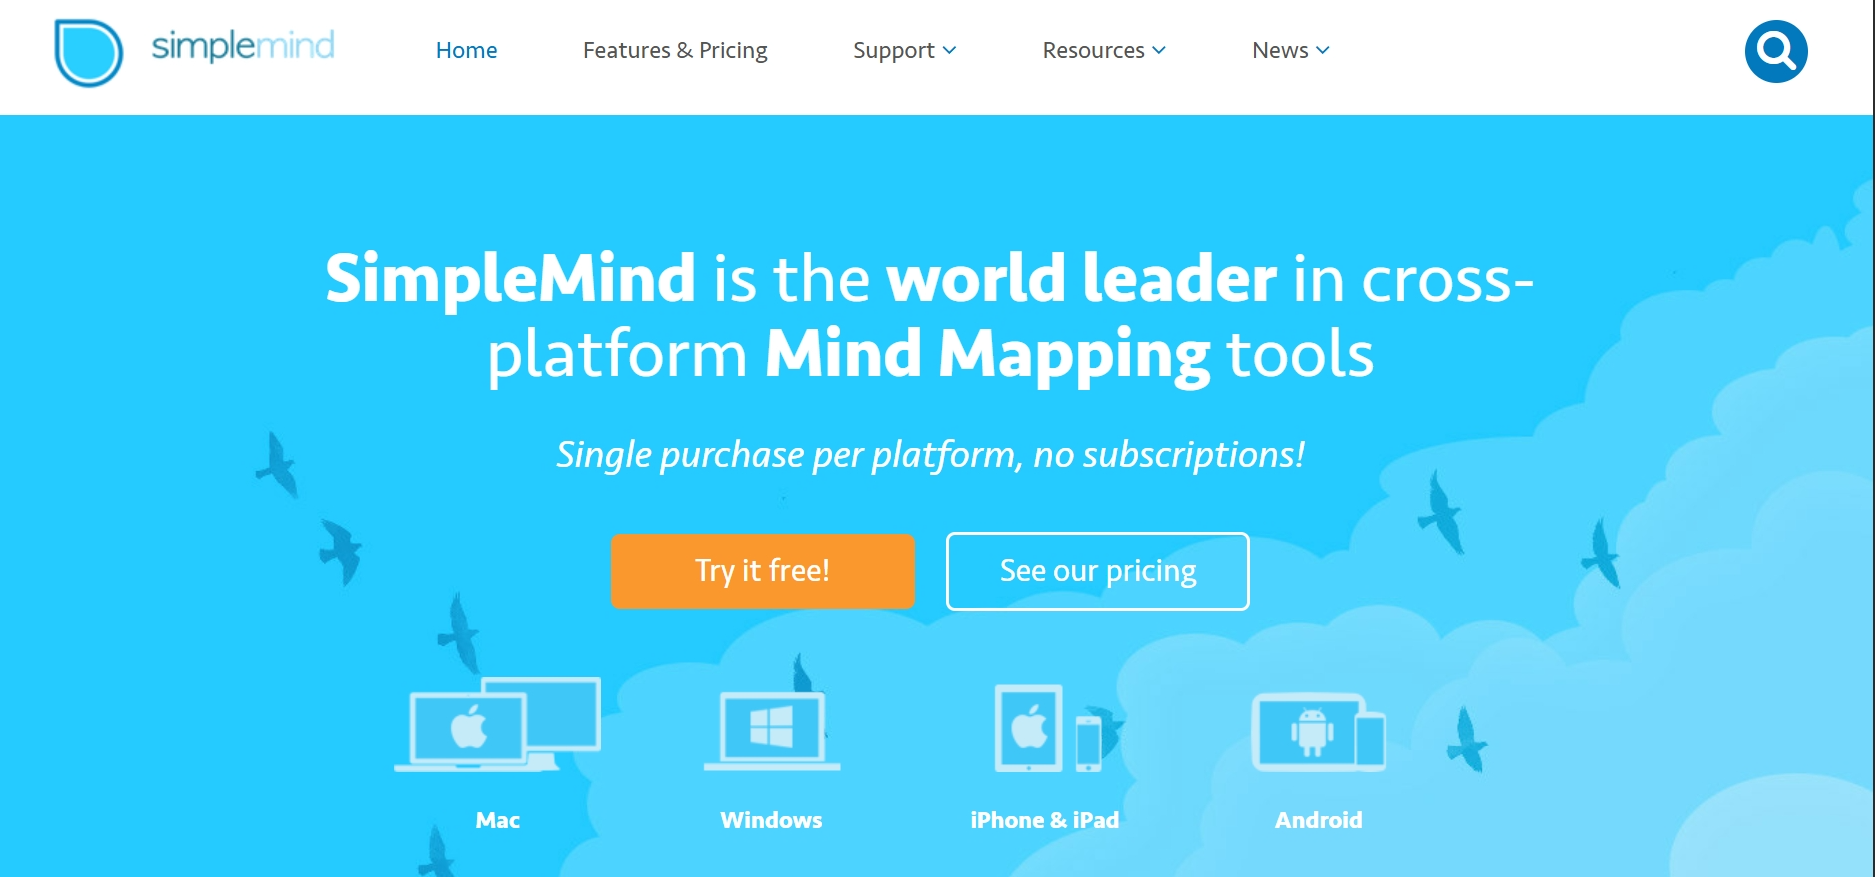 simplemind
Home Features & Pricing Support Resources News
SimpleMind is the world leader in cross-
platform Mind Mapping tools
Single purchase per platform, no subscriptions!
Try it free! See our pricing
Mac Windows iPhone & iPad Android